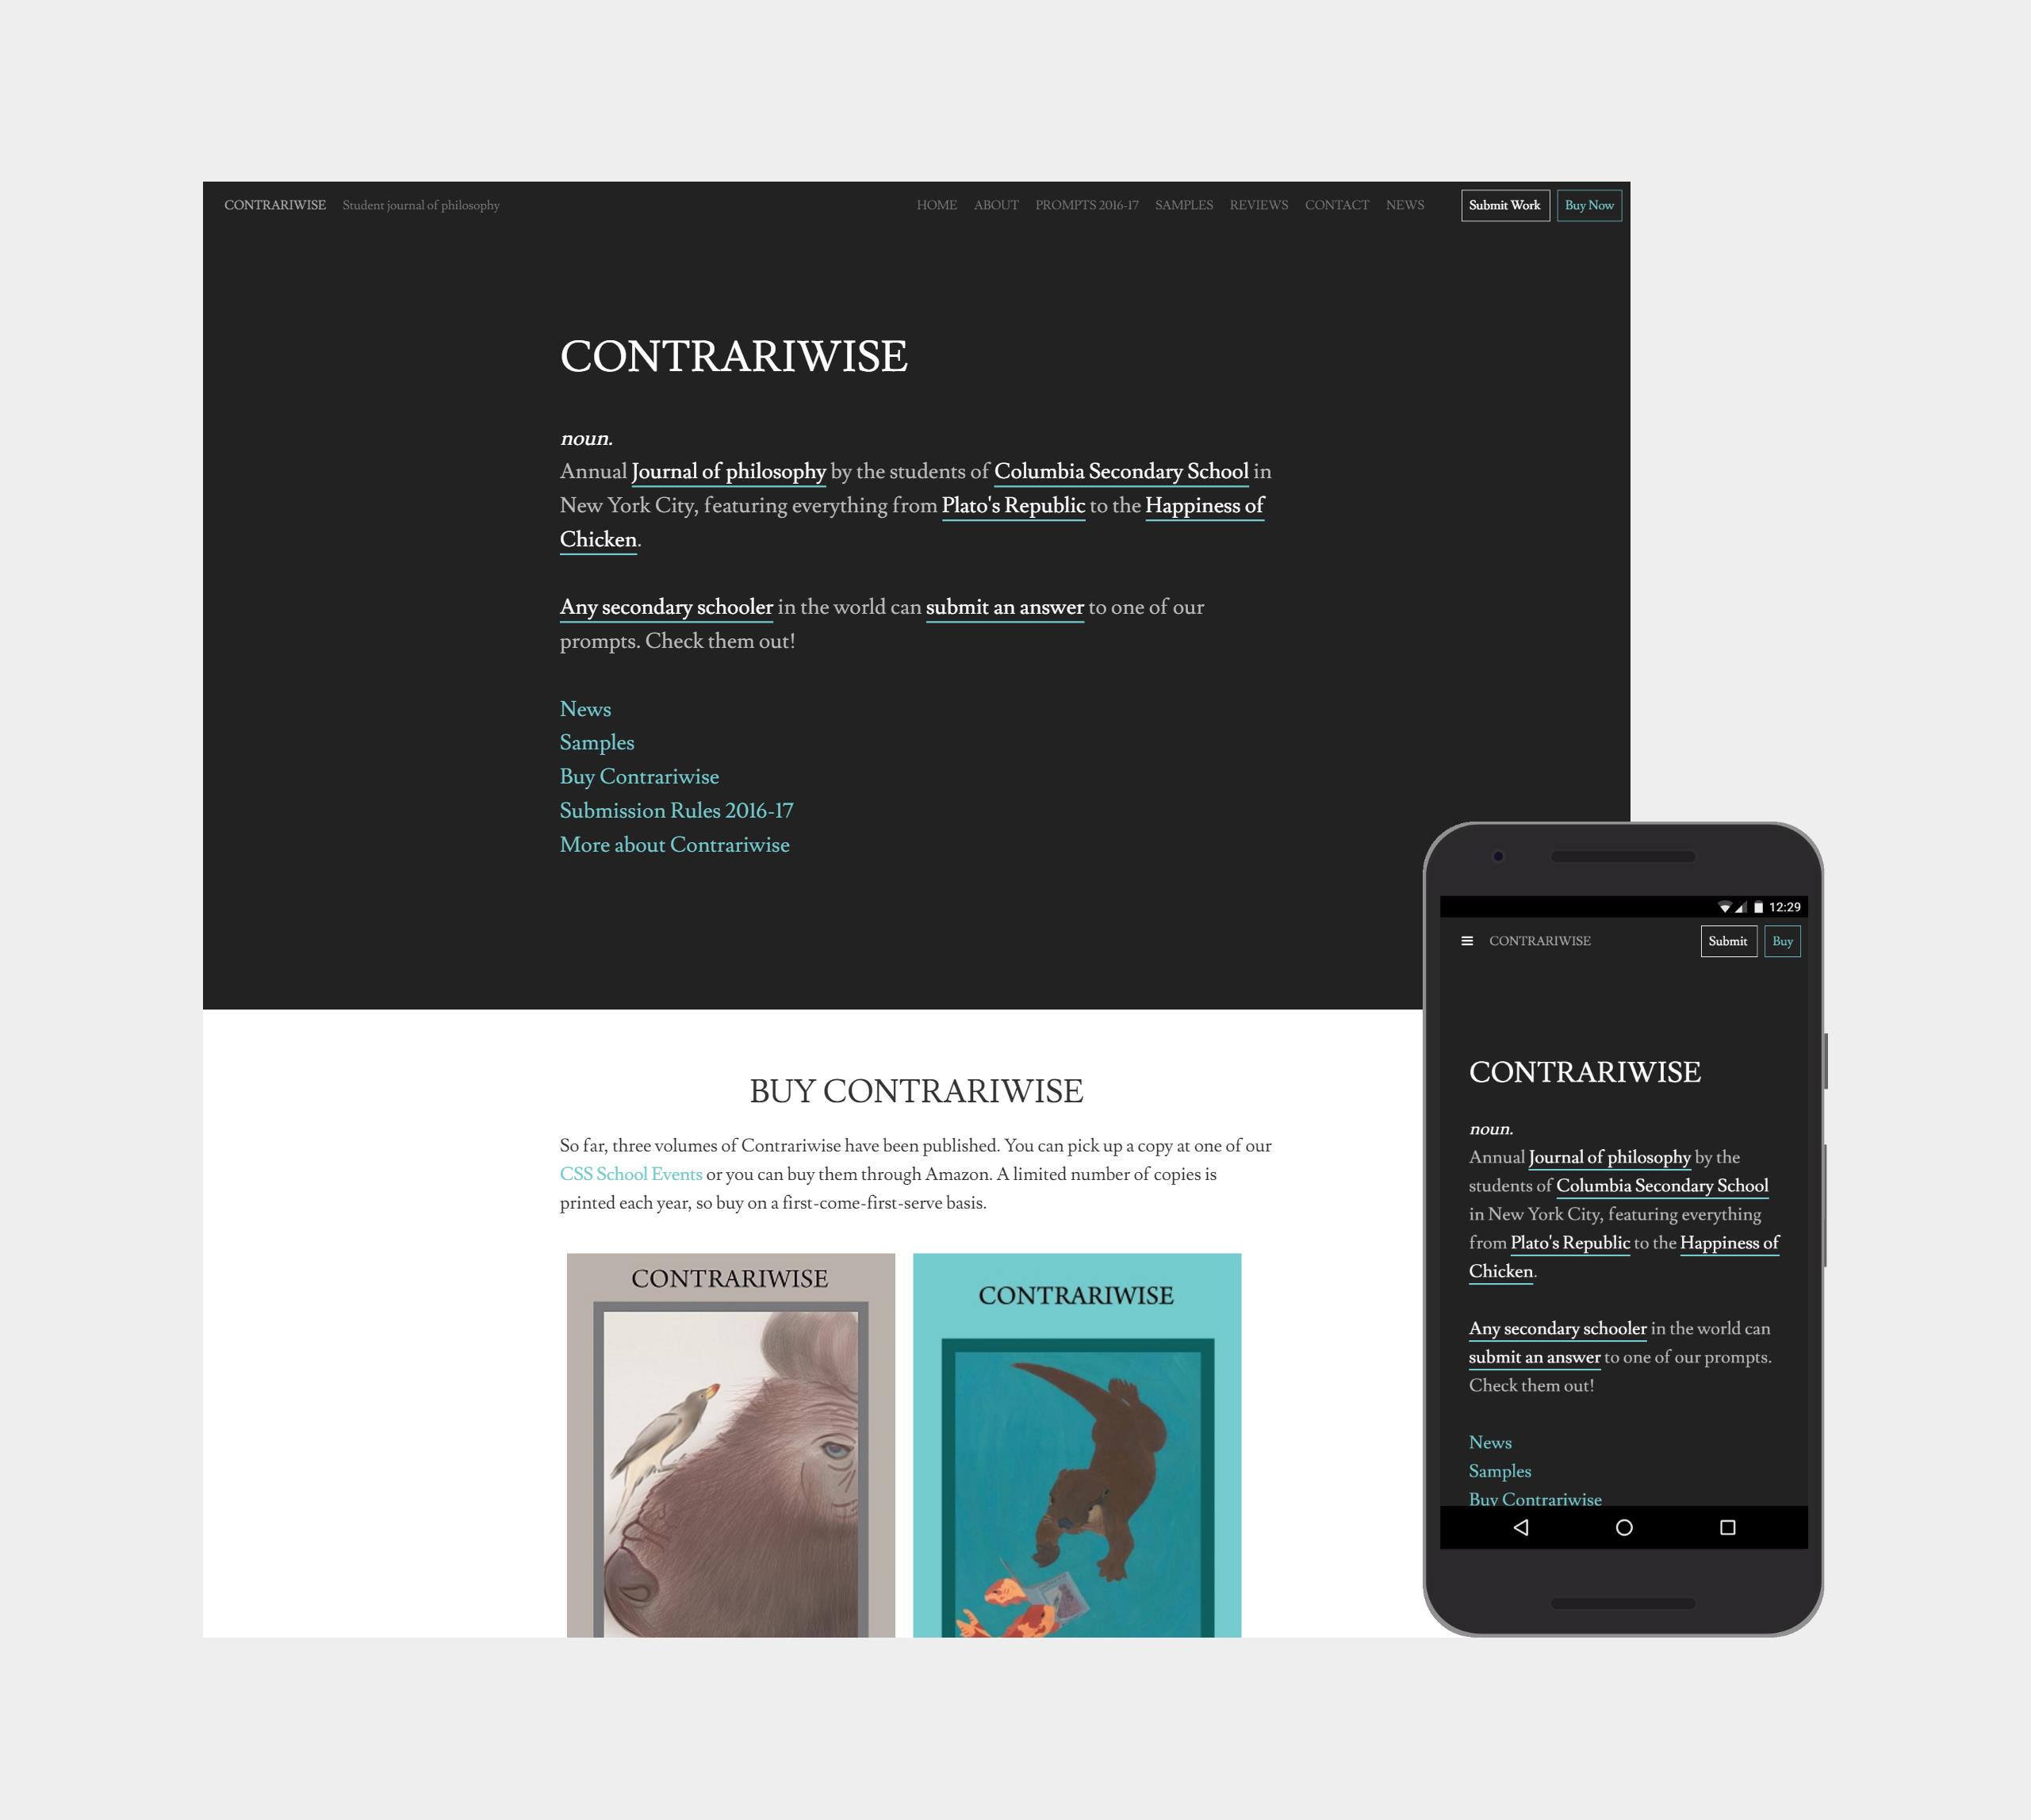 CONTRARIWISE Student journal of philosophy HOME ABOUT PROMPTS 2016-17 SAMPLES REVIEWS CONTACT NEWS Submit Work Buy Now
CONTRARIWISE
noun.
Annual Journal of philosophy by the students of Columbia Secondary School in
New York City, featuring everything from Plato's Republic to the Happiness of
Chicken.
Any secondary schooler in the world can submit an answer to one of our
prompts. Check them out!
News
Samples
Buy Contrariwise
Submission Rules 2016-17
More about Contrariwise
BUY CONTRARIWISE
So far, three volumes of Contrariwise have been published. You can pick up a copy at one of our
CSS School Events or you can buy them through Amazon. A limited number of copies is
printed each year, so buy on a first-come-first-serve basis.
CONTRARIWISE
CONTRARIWISE
12:29
CONTRARIWISE Submit Buy
CONTRARIWISE
noun.
Annual Journal of philosophy by the
students of Columbia Secondary School
in New York City, featuring everything
from Plato's Republic to the Happiness of
Chicken.
Any secondary schooler in the world can
submit an answer to one of our prompts.
Check them out!
News
Samples
Buy Contrariwise